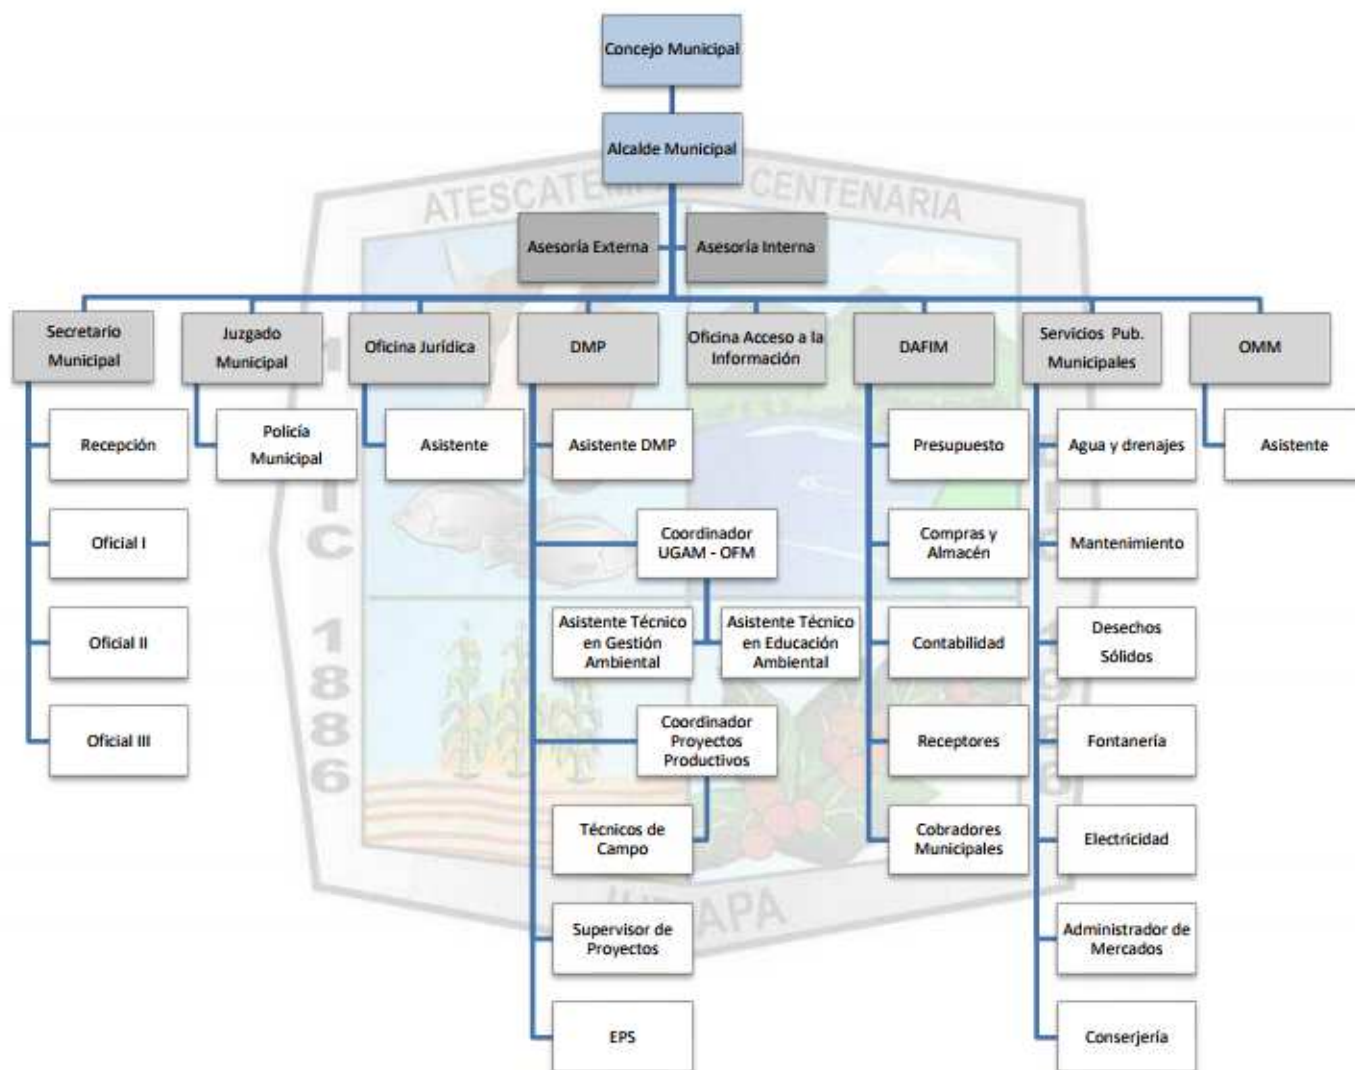 Concejo Municipal
Alcalde Municipal
ATESCATEMPA CENTENARIA
Asesoría Externa
Asesoría Interna
Secretario
Municipal
Juzgado
Municipal
Oficina Jurídica
DMP
Oficina Acceso a la
Información
DAFIM
Servicios Pub.
Municipales
OMM
Recepción
Oficial I
Oficial II
Oficial III
Policía
Municipal
Asistente
Asistente DMP
Coordinador
UGAM - OFM
Asistente Técnico
en Gestión
Ambiental
Asistente Técnico
en Educación
Ambiental
Coordinador
Proyectos
Productivos
Técnicos de
Campo
Supervisor de
Proyectos
EPS
Presupuesto
Compras y
Almacén
Contabilidad
Receptores
Cobradores
Municipales
Agua y drenajes
Mantenimiento
Desechos
Sólidos
Fontanería
Electricidad
Administrador de
Mercados
Conserjería
Asistente
1886
JUTIAPA